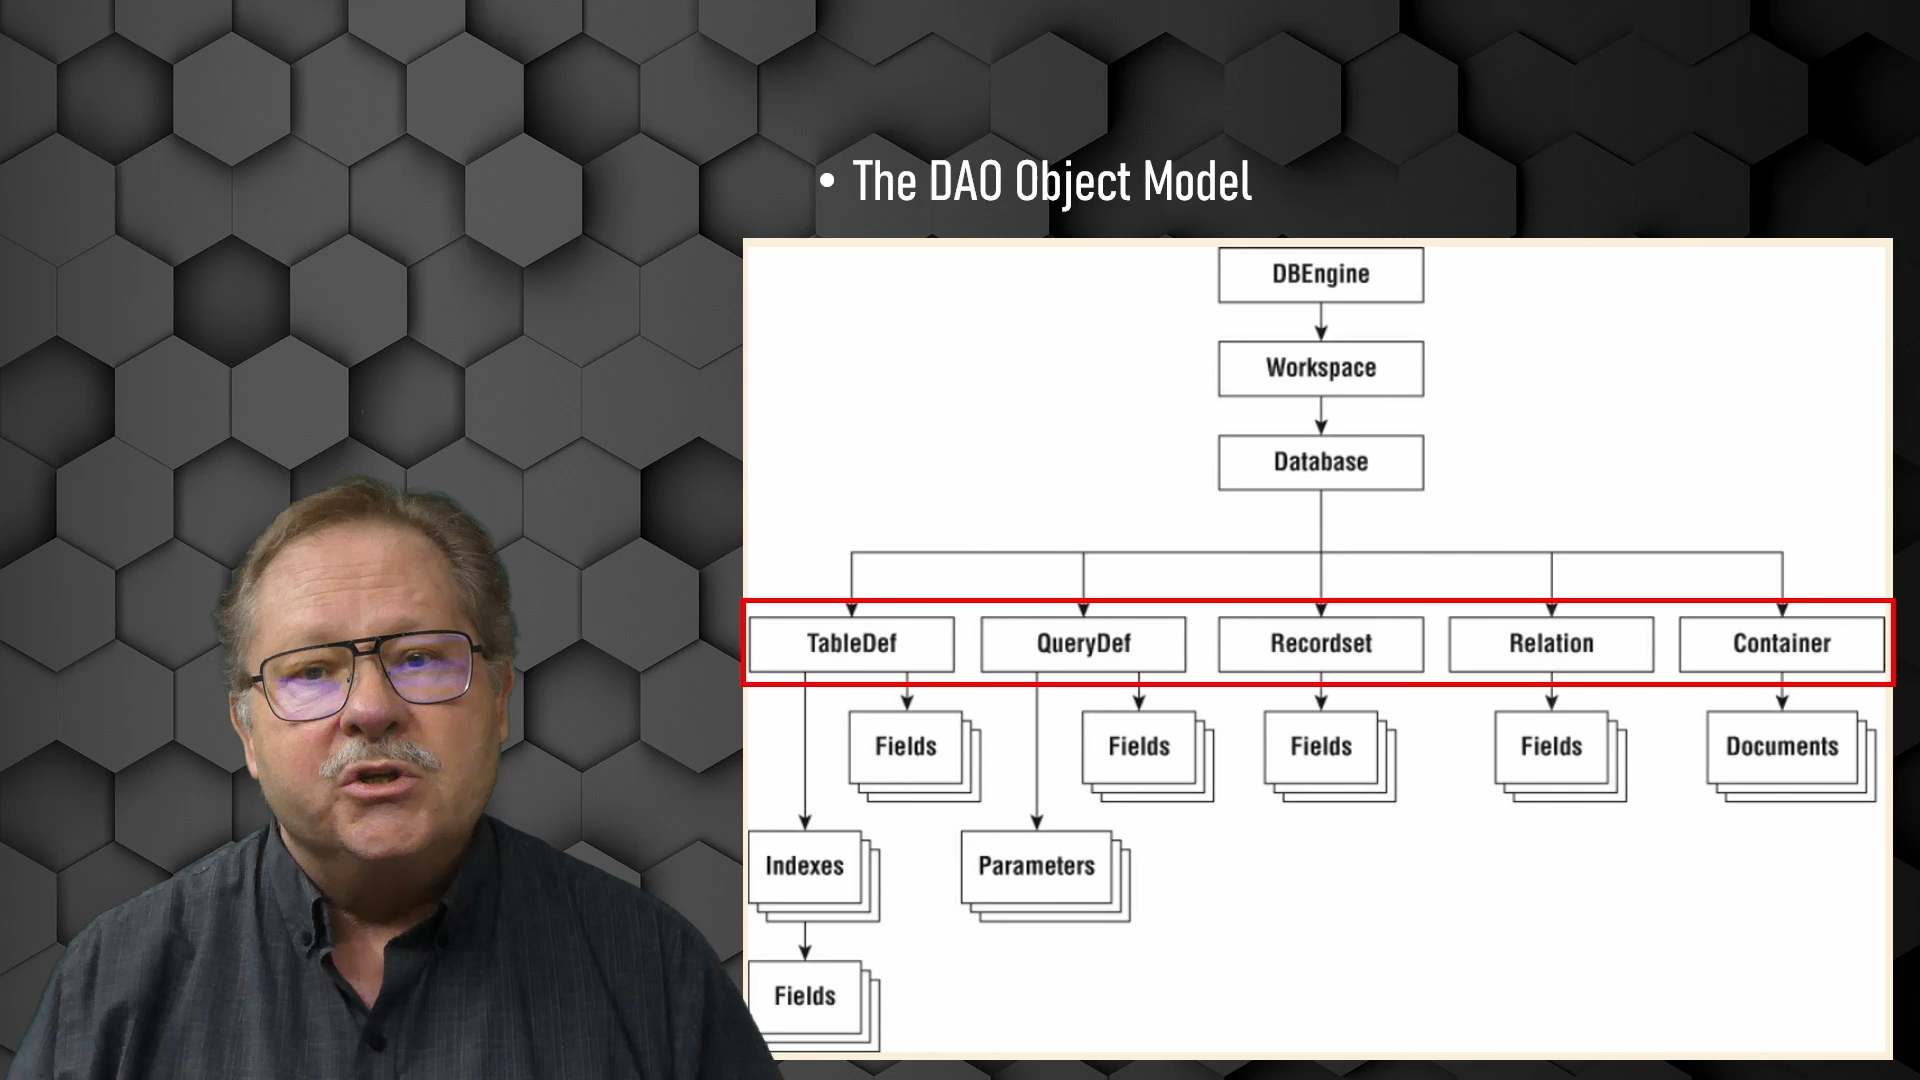 • The DAO Object Model
DBEngine
Workspace
Database
TableDef QueryDef Recordset Relation Container
Fields Fields Fields Fields Documents
Indexes Parameters
Fields